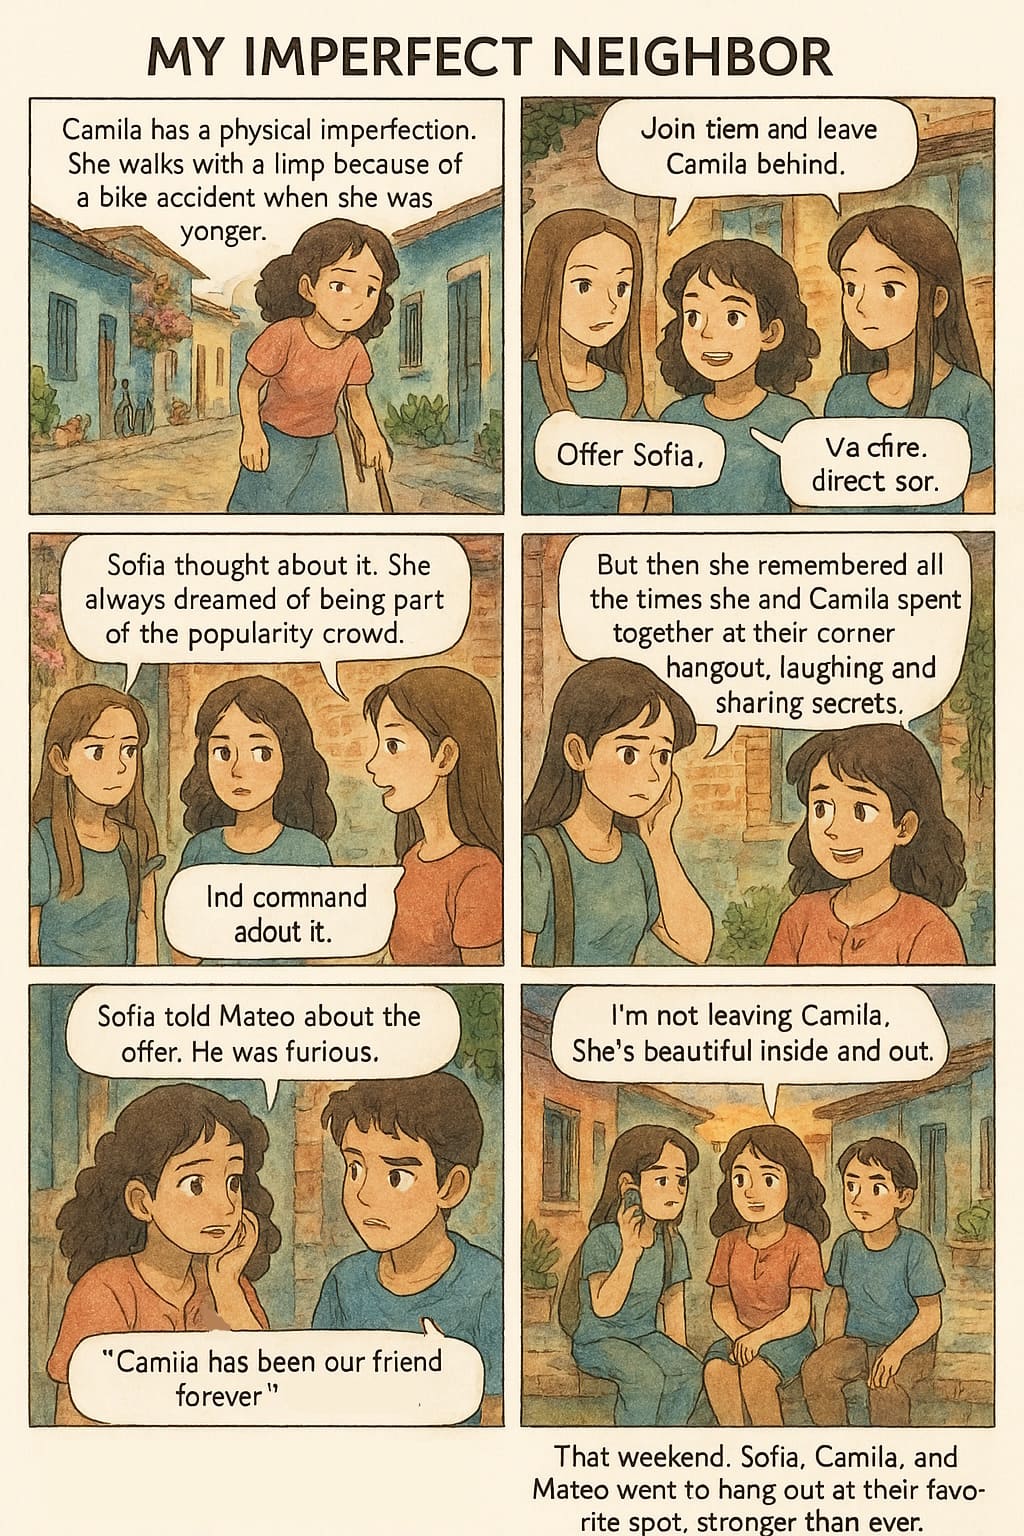 MY IMPERFECT NEIGHBOR
Camila has a physical imperfection.
She walks with a limp because of
a bike accident when she was
yonger.
Join tiem and leave
Camila behind.
Offer Sofia,
Va cfire.
direct sor.
Sofia thought about it. She
always dreamed of being part
of the popularity crowd.
Ind comnand
adout it.
But then she remembered all
the times she and Camila spent
together at their corner
hangout, laughing and
sharing secrets.
Sofia told Mateo about the
offer. He was furious.
"Camiia has been our friend
forever"
I'm not leaving Camila,
She's beautiful inside and out.
That weekend. Sofia, Camila, and
Mateo went to hang out at their favo-
rite spot, stronger than ever.